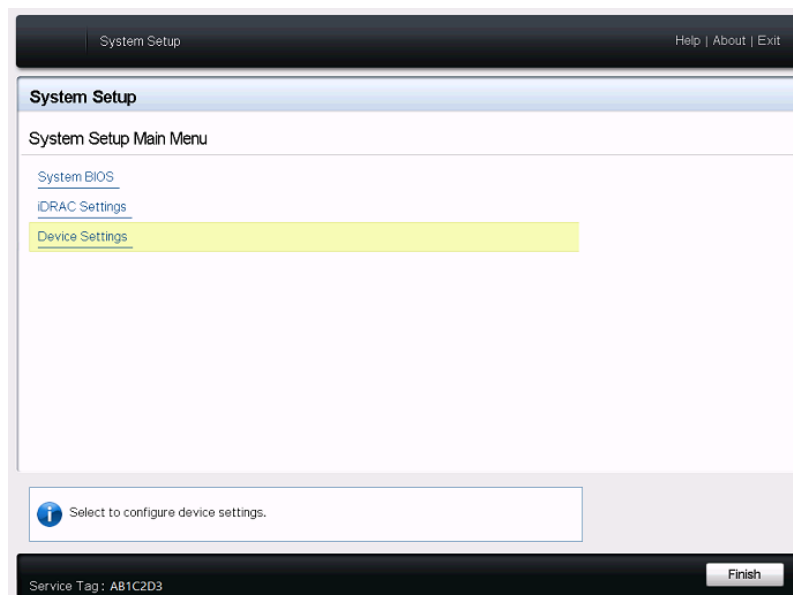 System Setup
Help | About | Exit
System Setup
System Setup Main Menu
System BIOS
iDRAC Settings
Device Settings
Select to configure device settings.
Finish
Service Tag: AB1C2D3